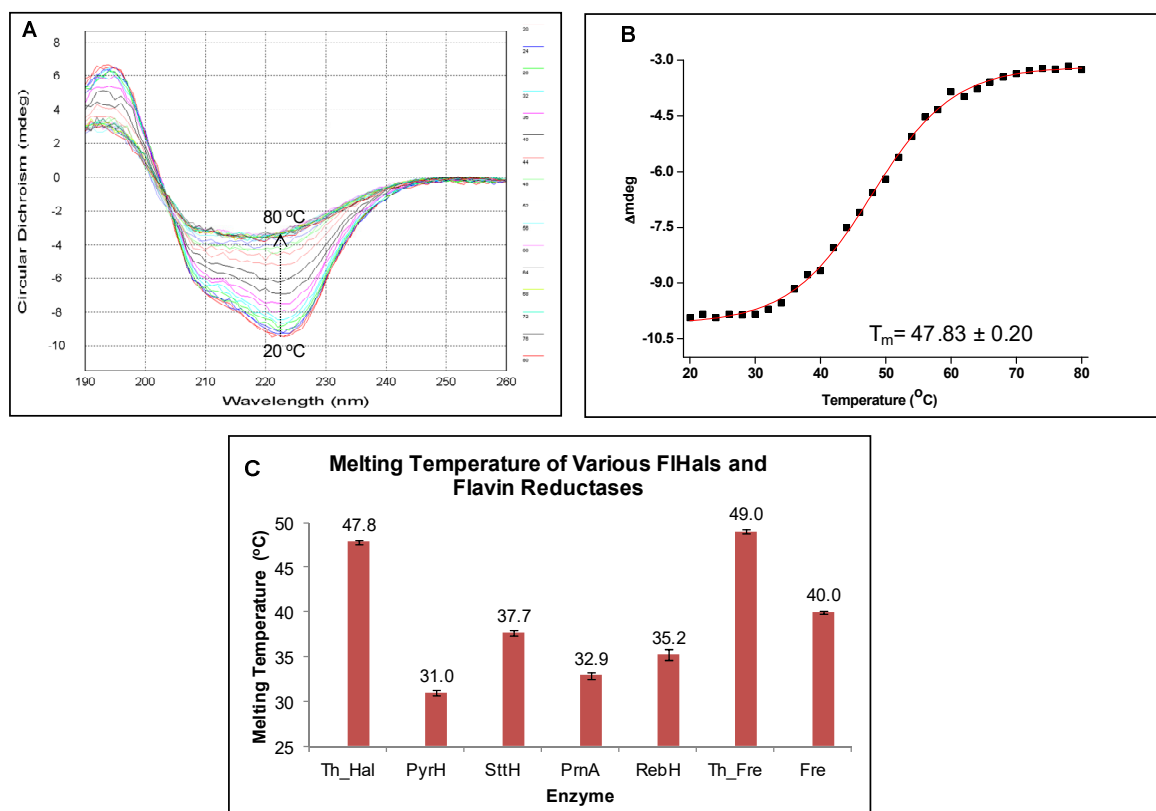 A
Circular Dichroism (mdeg)
8
6
4
2
0
-2
-4
-6
-8
-10
80 ºC
20 ºC
190 200 210 220 230 240 250 260
Wavelength (nm)
B
Δmdeg
-3.0
-4.5
-6.0
-7.5
-9.0
-10.5
Tm= 47.83 ± 0.20
20 30 40 50 60 70 80
Temperature (ºC)
C
Melting Temperature of Various FlHals and
Flavin Reductases
Melting Temperature (ºC)
50
45
40
35
30
25
47.8
31.0
37.7
32.9
35.2
49.0
40.0
Th_Hal PyrH SttH PrnA RebH Th_Fre Fre
Enzyme